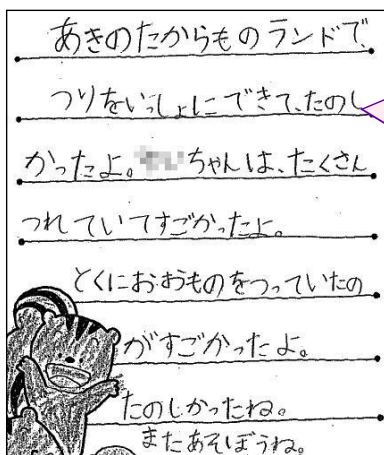 あきのたからものランドで、
つりをいっしょにできて、たのし
かったよ。ちゃんは、たくさん
つれていてすごかったよ。
とくにおおものをつっていたの
がすごかったよ。
たのしかったね。
またあそぼうね。